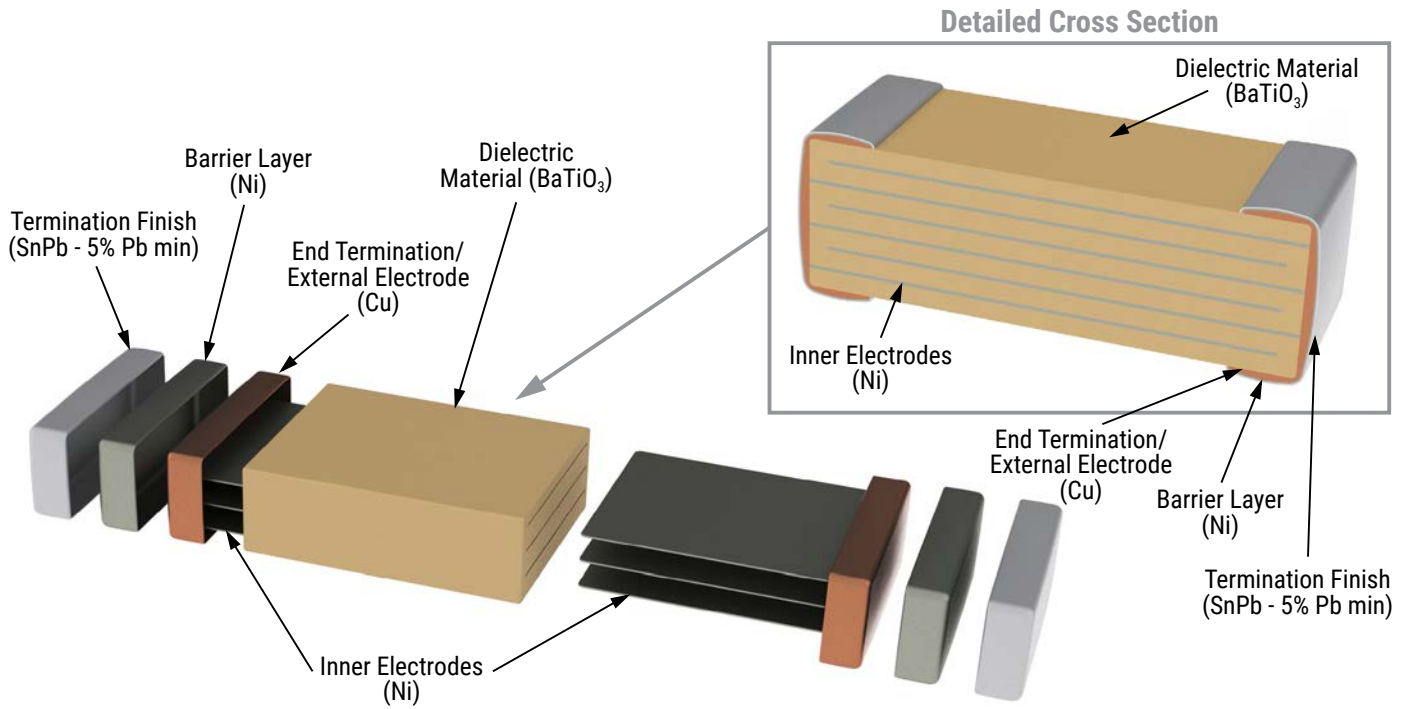 Detailed Cross Section
Dielectric Material
(BaTiO₃)
Inner Electrodes
(Ni)
End Termination/
External Electrode
(Cu)
Barrier Layer
(Ni)
Termination Finish
(SnPb - 5% Pb min)
Termination Finish
(SnPb - 5% Pb min)
Barrier Layer
(Ni)
End Termination/
External Electrode
(Cu)
Dielectric
Material (BaTiO₃)
Inner Electrodes
(Ni)